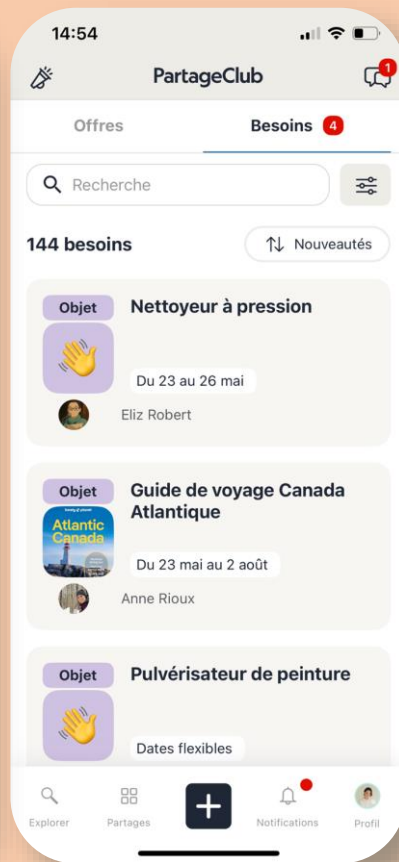 14:54
PartageClub
1
Offres
Besoins 4
Recherche
144 besoins
Nouveautés
Objet
Nettoyeur à pression
Du 23 au 26 mai
Eliz Robert
Objet
Guide de voyage Canada
Atlantique
Atlantic
Canada
Du 23 mai au 2 août
Anne Rioux
Objet
Pulvérisateur de peinture
Dates flexibles
Explorer
Partages
Notifications
Profil